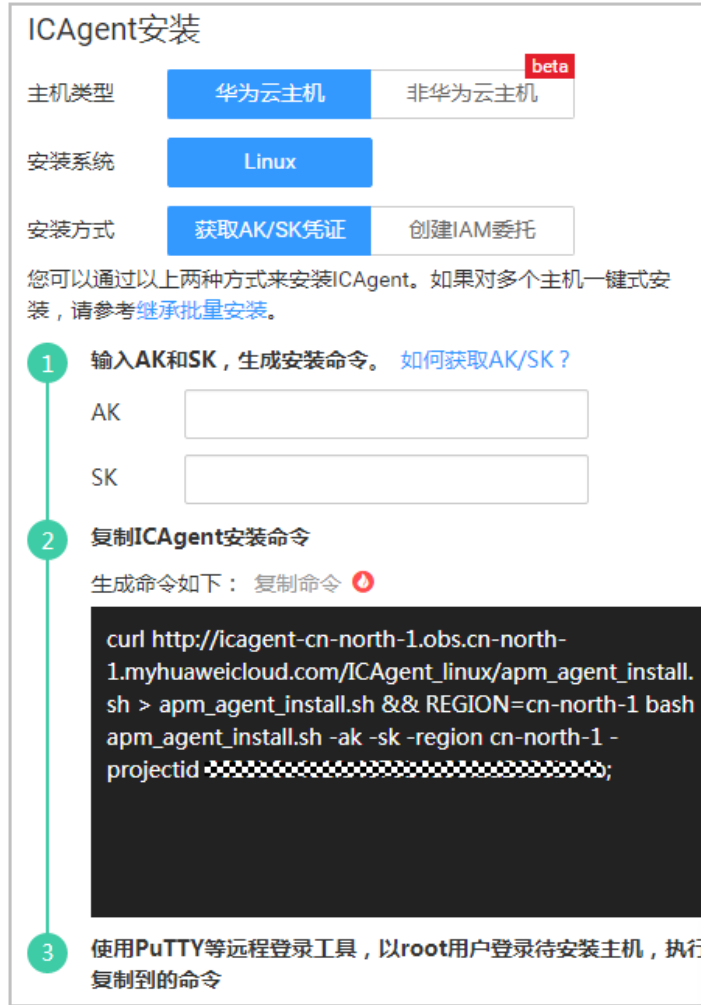 ICAgent安装
beta
主机类型 华为云主机 非华为云主机
安装系统 Linux
安装方式 获取AK/SK凭证 创建IAM委托
您可以通过以上两种方式来安装ICAgent。如果对多个主机一键式安
装，请参考继承批量安装。
1 输入AK和SK，生成安装命令。 如何获取AK/SK？
AK
SK
2 复制ICAgent安装命令
生成命令如下： 复制命令
curl http://icagent-cn-north-1.obs.cn-north-
1.myhuaweicloud.com/ICAgent_linux/apm_agent_install.
sh > apm_agent_install.sh && REGION=cn-north-1 bash
apm_agent_install.sh -ak -sk -region cn-north-1 -
projectid ;
3 使用PuTTY等远程登录工具，以root用户登录待安装主机，执行
复制到的命令